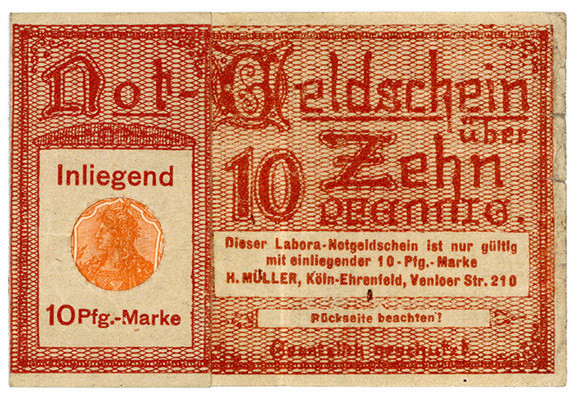 Not-Geldschein
über
10 Zehn
Pfennig.
Inliegend
10 Pfg.-Marke
Dieser Labora-Notgeldschein ist nur gültig
mit einliegender 10-Pfg.-Marke
H. MÜLLER, Köln-Ehrenfeld, Venloer Str. 210
Rückseite beachten!
Gesetzlich geschützt.